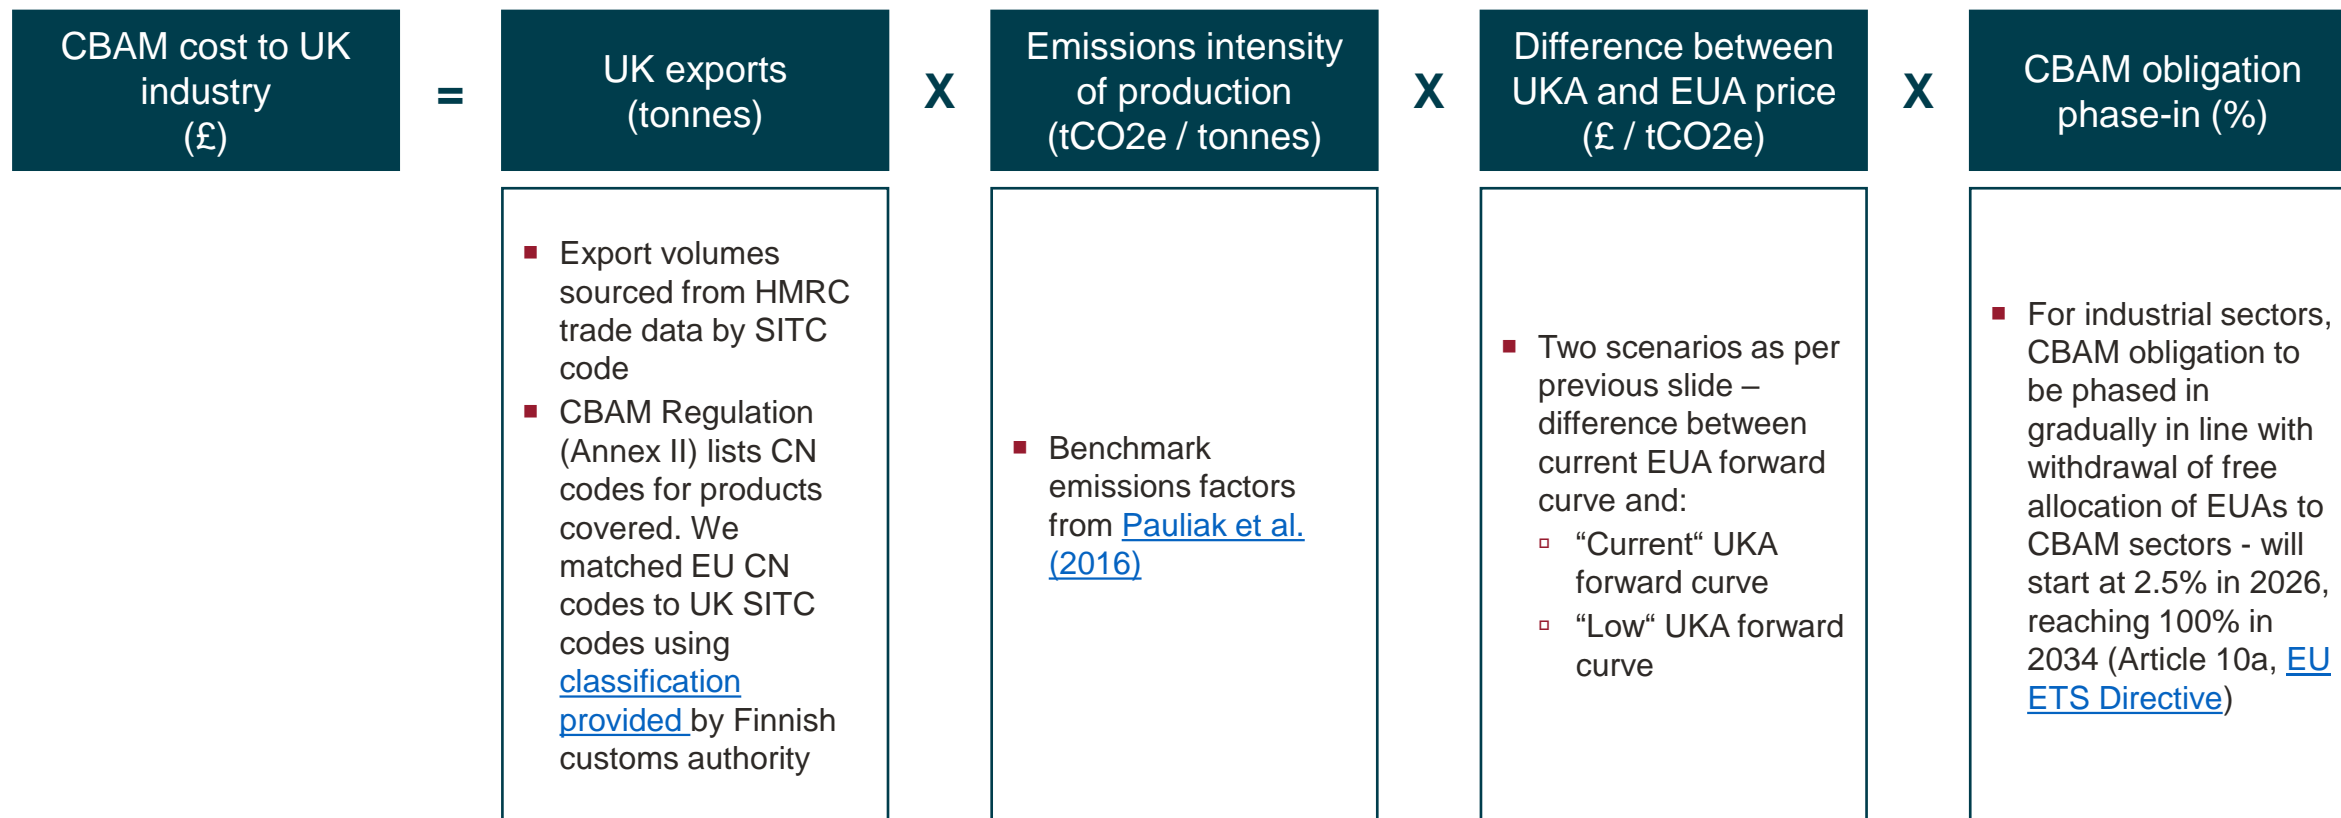 CBAM cost to UK
industry
(£)
=
UK exports
(tonnes)
X
Emissions intensity
of production
(tCO2e / tonnes)
X
Difference between
UKA and EUA price
(£ / tCO2e)
X
CBAM obligation
phase-in (%)
■ Export volumes
sourced from HMRC
trade data by SITC
code
■ CBAM Regulation
(Annex II) lists CN
codes for products
covered. We
matched EU CN
codes to UK SITC
codes using
classification
provided by Finnish
customs authority
■ Benchmark
emissions factors
from Pauliak et al.
(2016)
■ Two scenarios as per
previous slide –
difference between
current EUA forward
curve and:
▫ “Current“ UKA
forward curve
▫ “Low“ UKA forward
curve
■ For industrial sectors,
CBAM obligation to
be phased in
gradually in line with
withdrawal of free
allocation of EUAs to
CBAM sectors - will
start at 2.5% in 2026,
reaching 100% in
2034 (Article 10a, EU
ETS Directive)